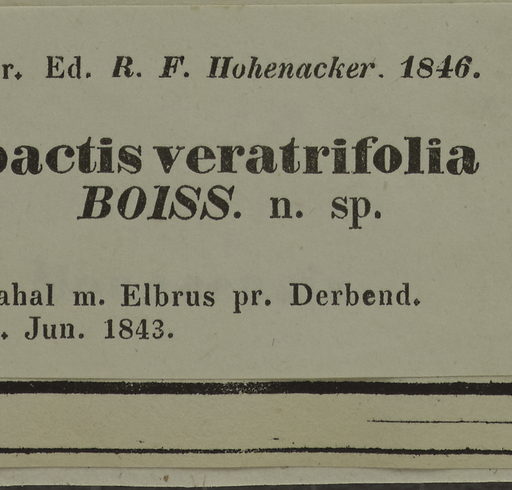 r. Ed. R. F. Hohenacker. 1846.
pactis veratrifolia
BOISS. n. sp.
ahal m. Elbrus pr. Derbend.
. Jun. 1843.